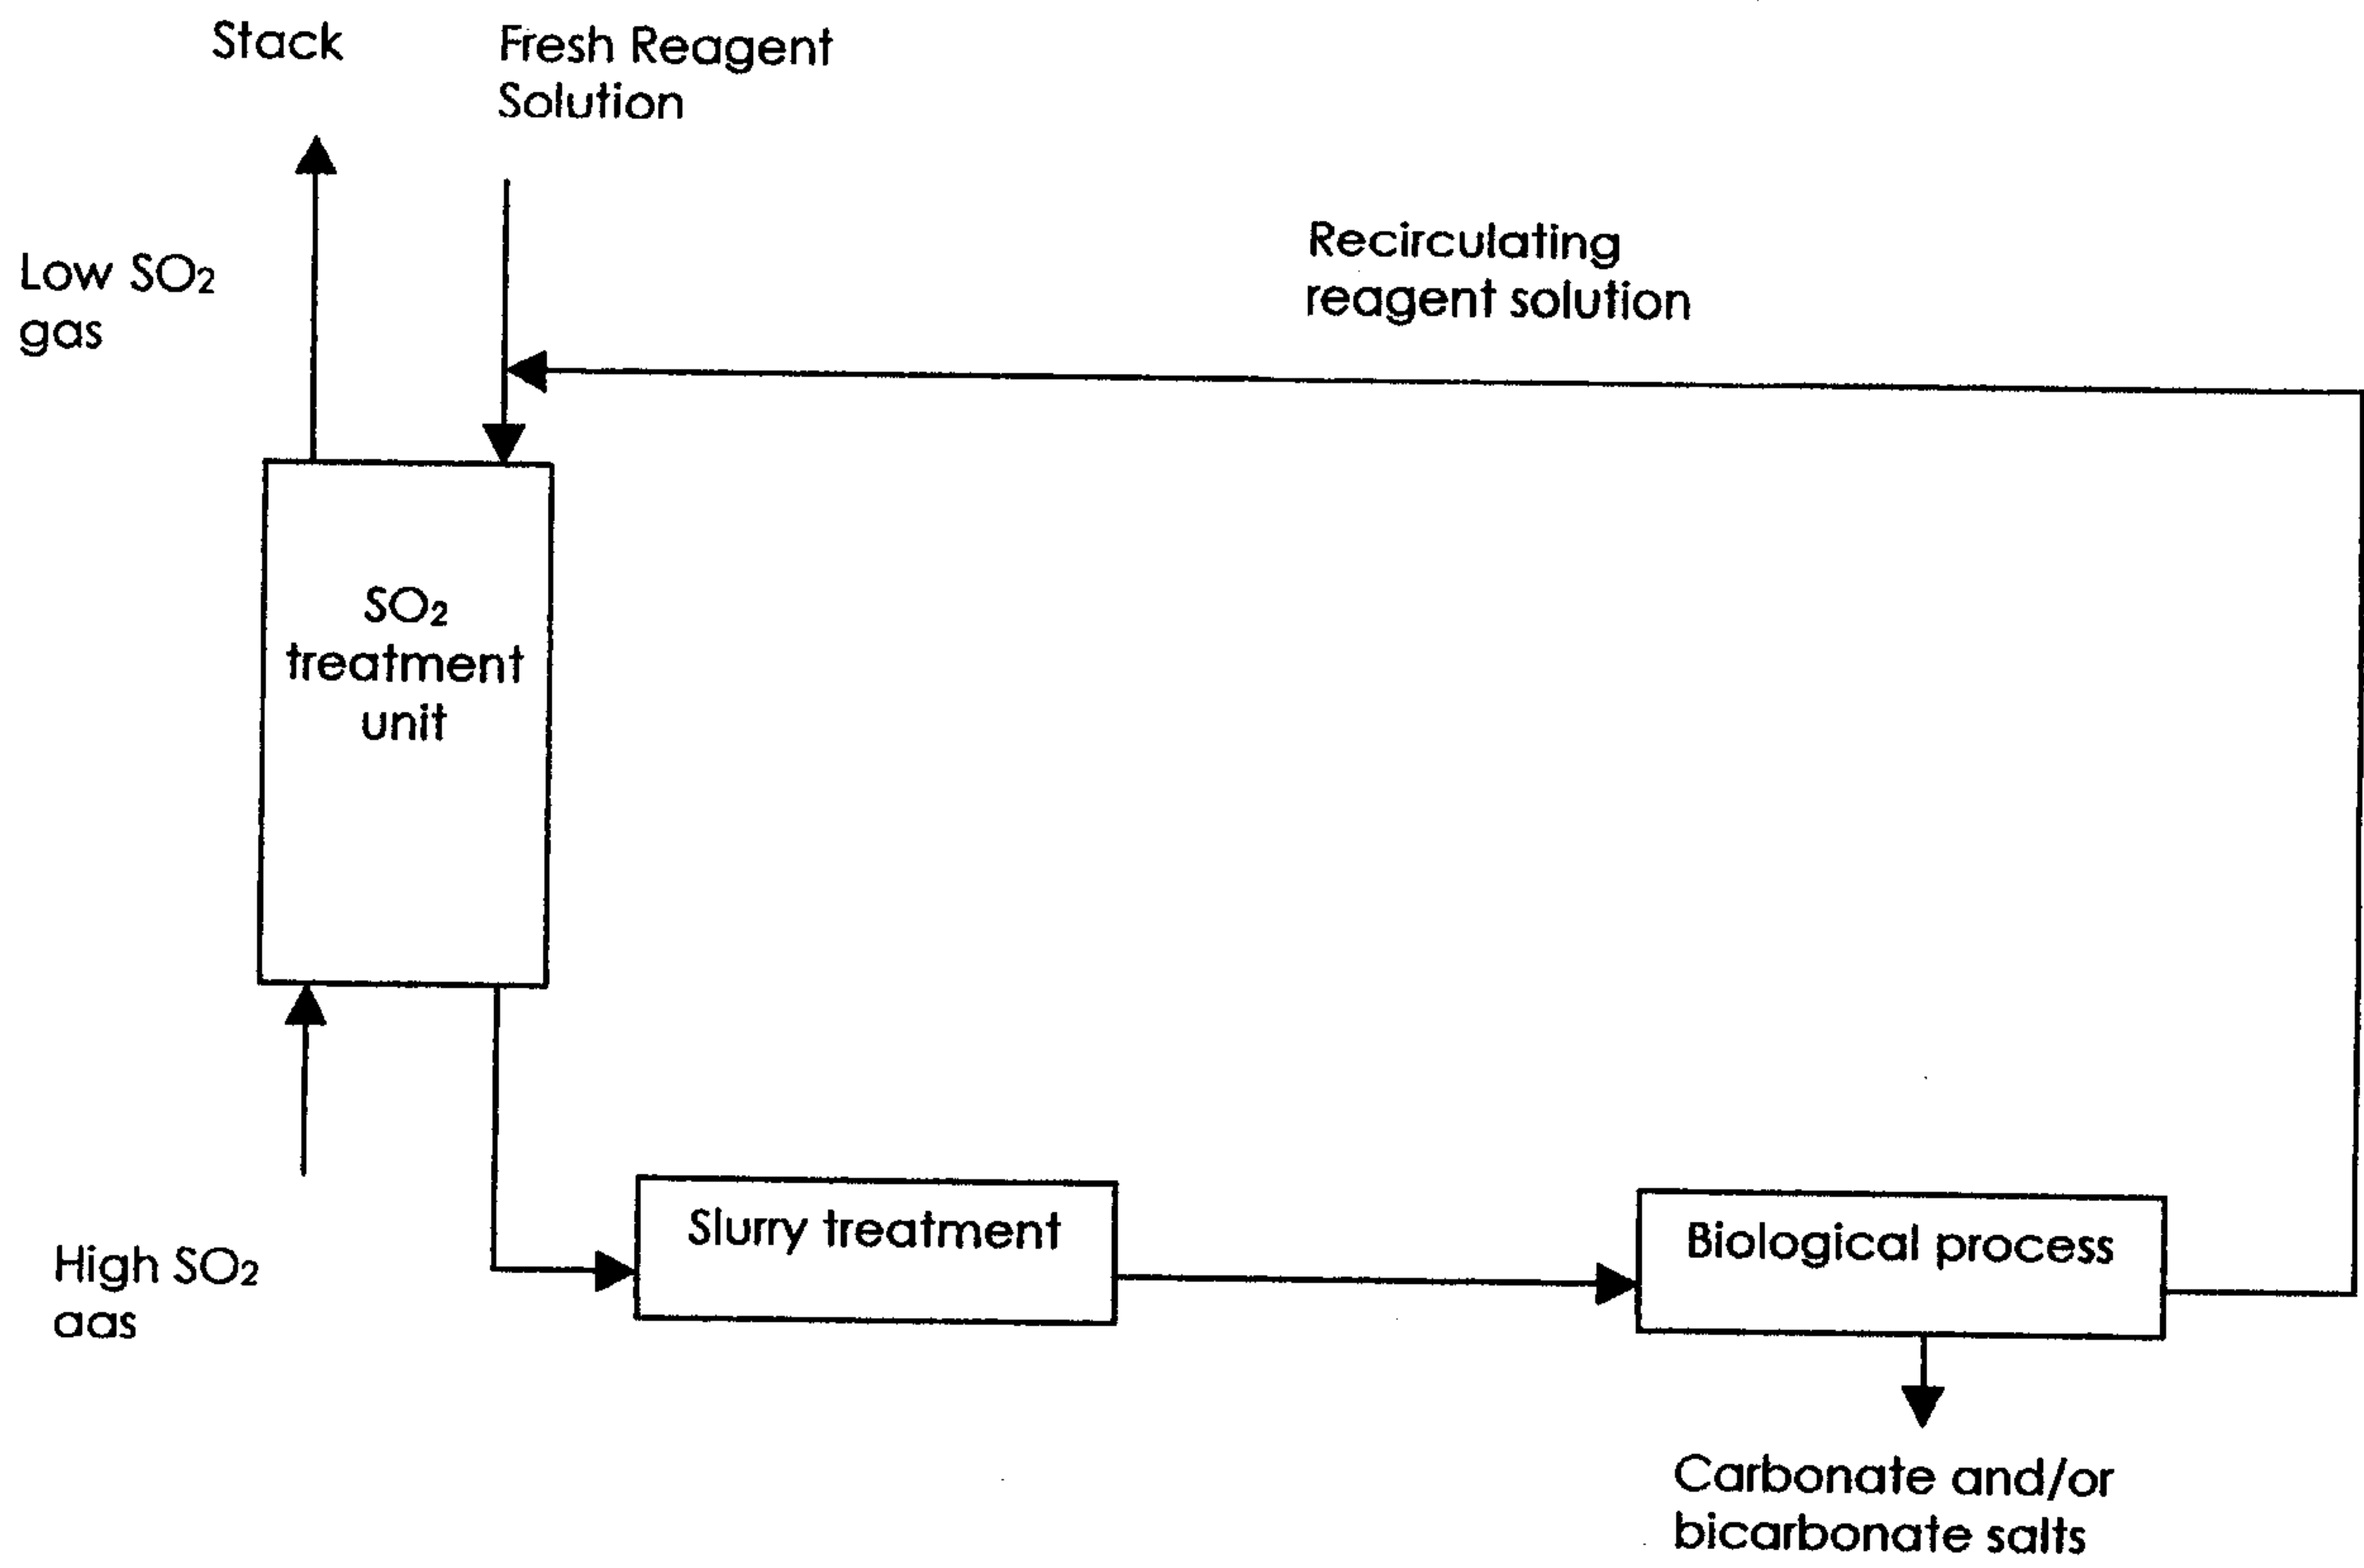 Stack
Fresh Reagent
Solution
Low SO₂
gas
Recirculating
reagent solution
SO₂
treatment
unit
High SO₂
aas
Slurry treatment
Biological process
Carbonate and/or
bicarbonate salts